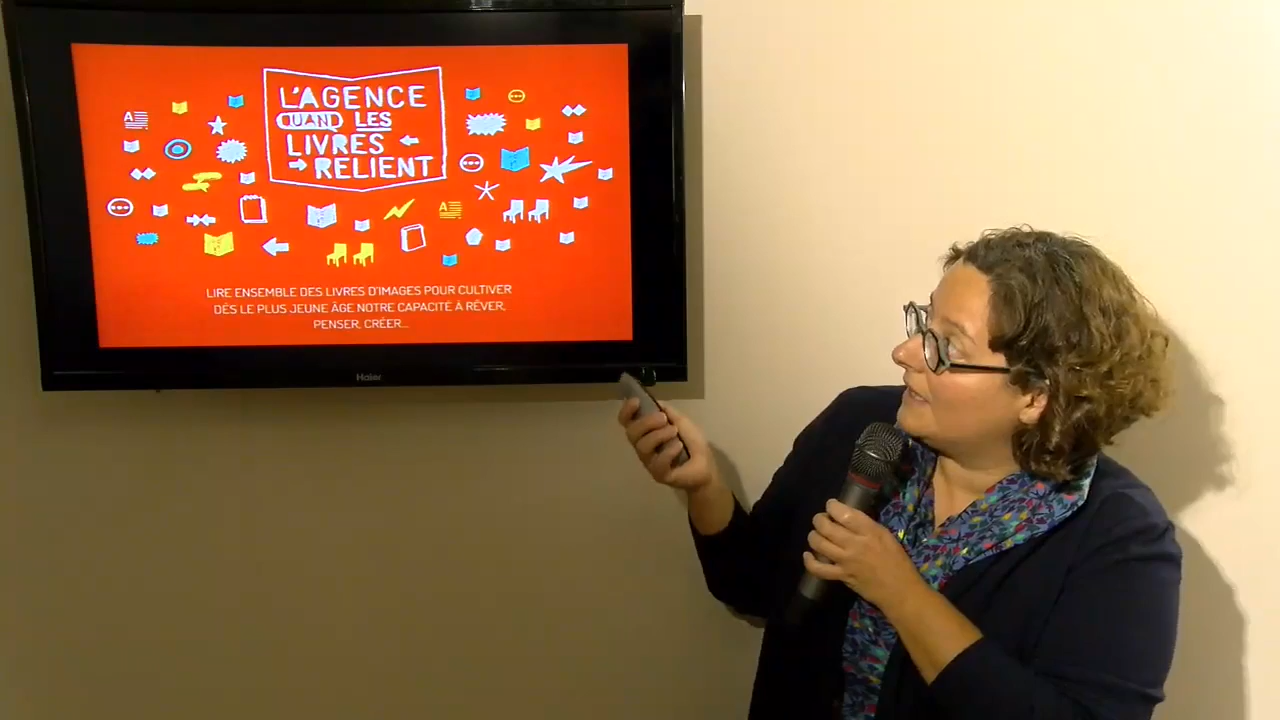 L'AGENCE
QUAND LES
LIVRES
RELIENT
LIRE ENSEMBLE DES LIVRES D'IMAGES POUR CULTIVER
DÈS LE PLUS JEUNE ÂGE NOTRE CAPACITÉ À RÊVER,
PENSER, CRÉER...
Haier